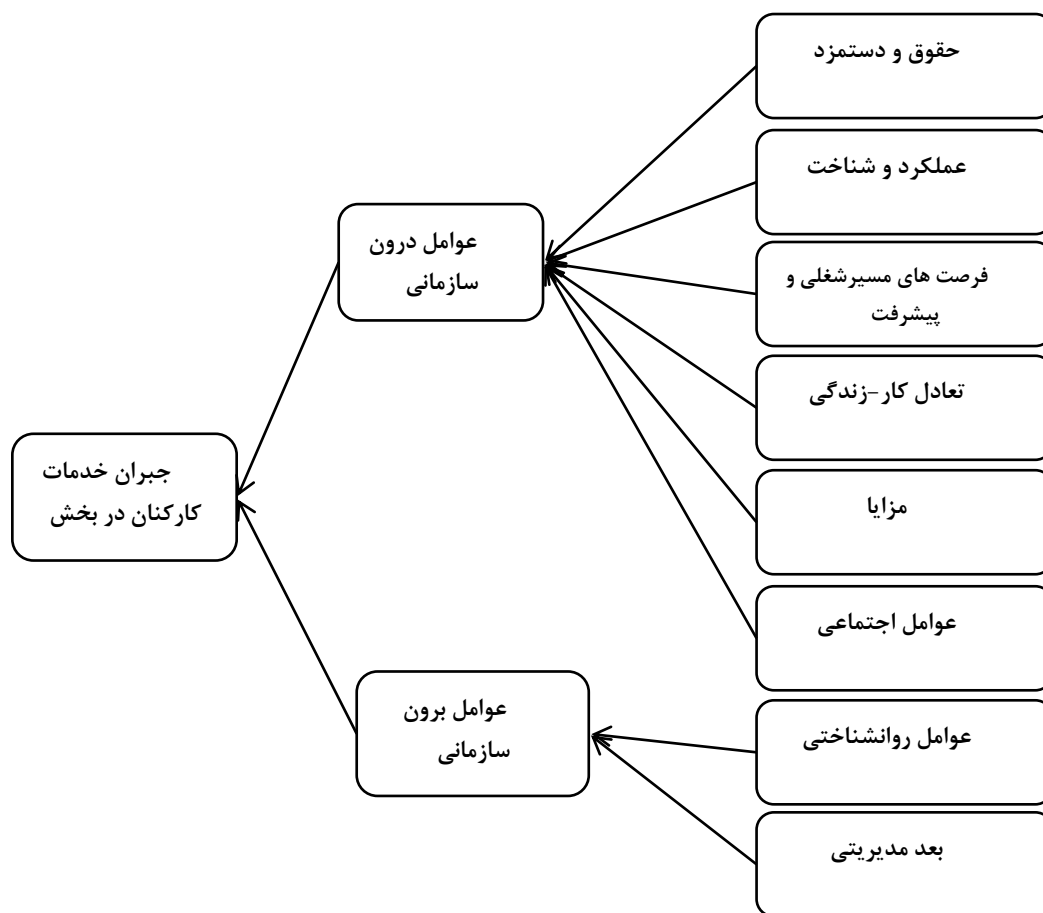 حقوق و دستمزد
عملکرد و شناخت
عوامل درون
سازمانی
فرصت های مسیرشغلی و
پیشرفت
تعادل کار-زندگی
جبران خدمات
کارکنان در بخش
مزایا
عوامل اجتماعی
عوامل برون
سازمانی
عوامل روانشناختی
بعد مدیریتی